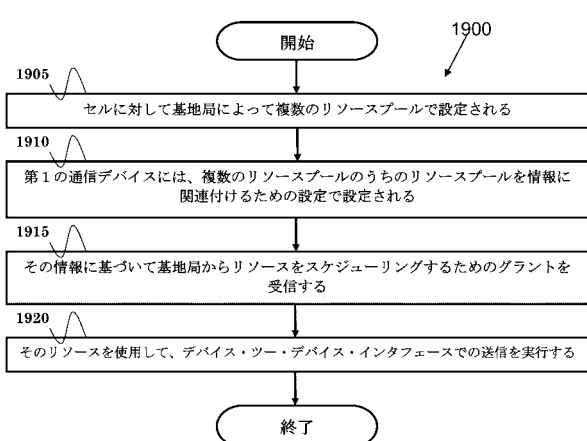 開始
1900
1905
セルに対して基地局によって複数のリソースプールで設定される
1910
第1の通信デバイスには、複数のリソースプールのうちのリソースプールを情報に
関連付けるための設定で設定される
1915
その情報に基づいて基地局からリソースをスケジューリングするためのグラントを
受信する
1920
そのリソースを使用して、デバイス・ツー・デバイス・インタフェースでの送信を実行する
終了